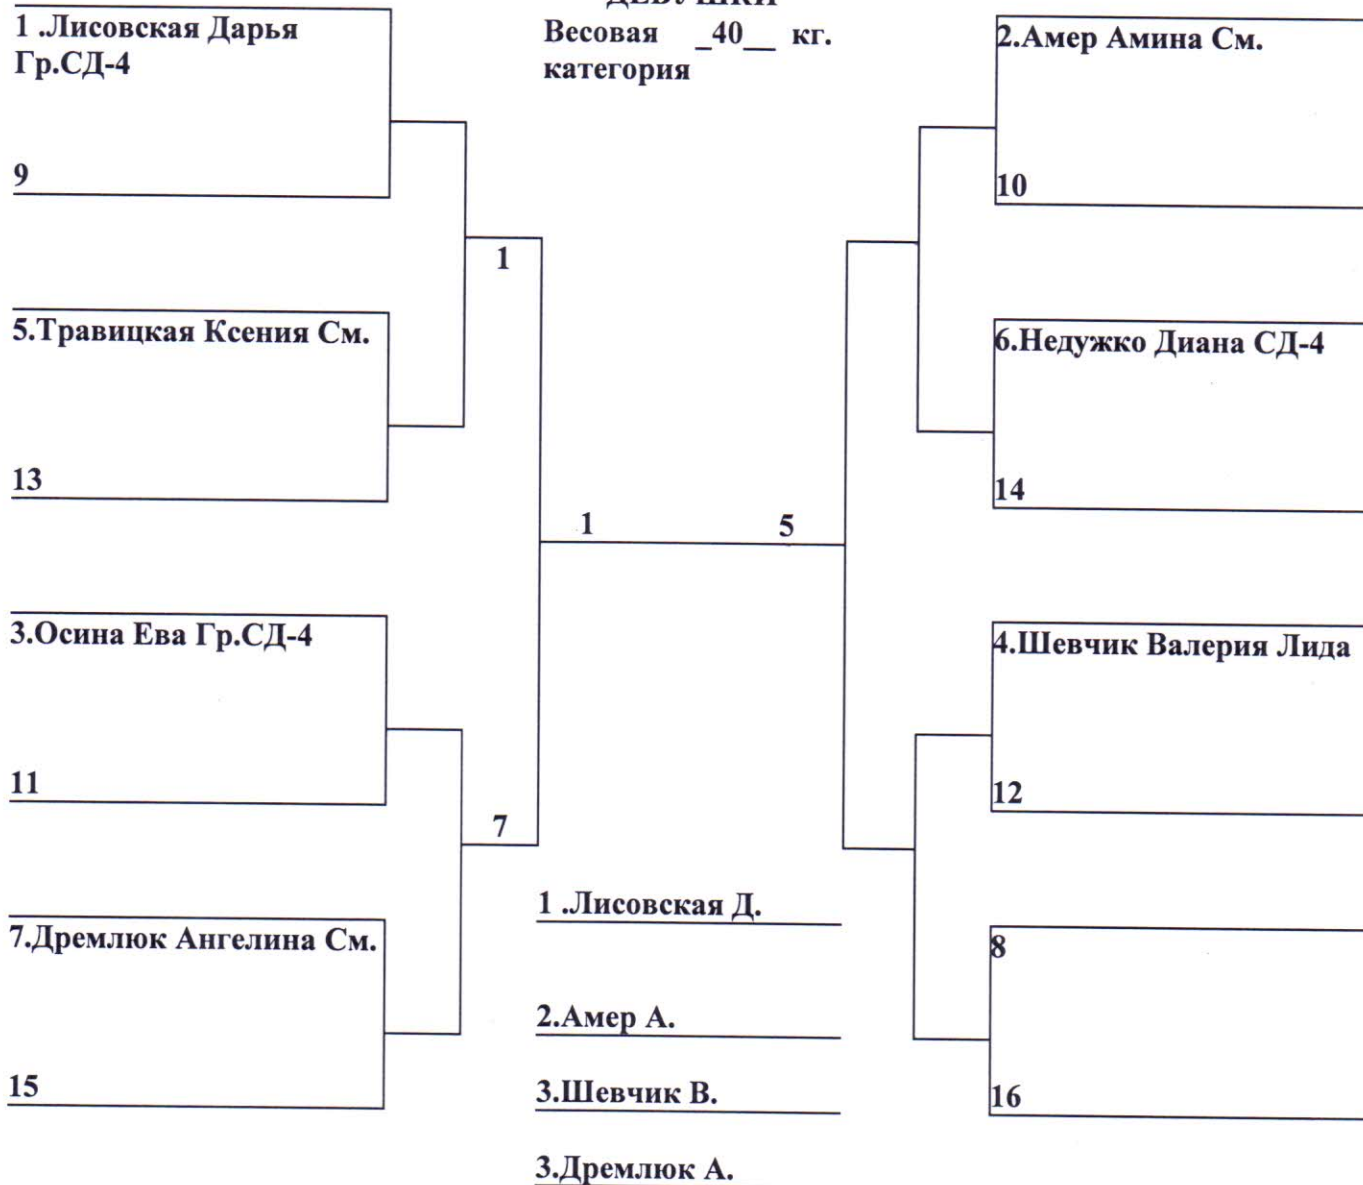 ДЕВУШКИ
1 .Лисовская Дарья
Гр.СД-4
Весовая _40__ кг.
категория
2.Амер Амина См.
9
10
1
5.Травицкая Ксения См.
6.Недужко Диана СД-4
13
14
1
5
3.Осина Ева Гр.СД-4
4.Шевчик Валерия Лида
11
12
7
1 .Лисовская Д.
7.Дремлюк Ангелина См.
8
2.Амер А.
15
3.Шевчик В.
16
3.Дремлюк А.